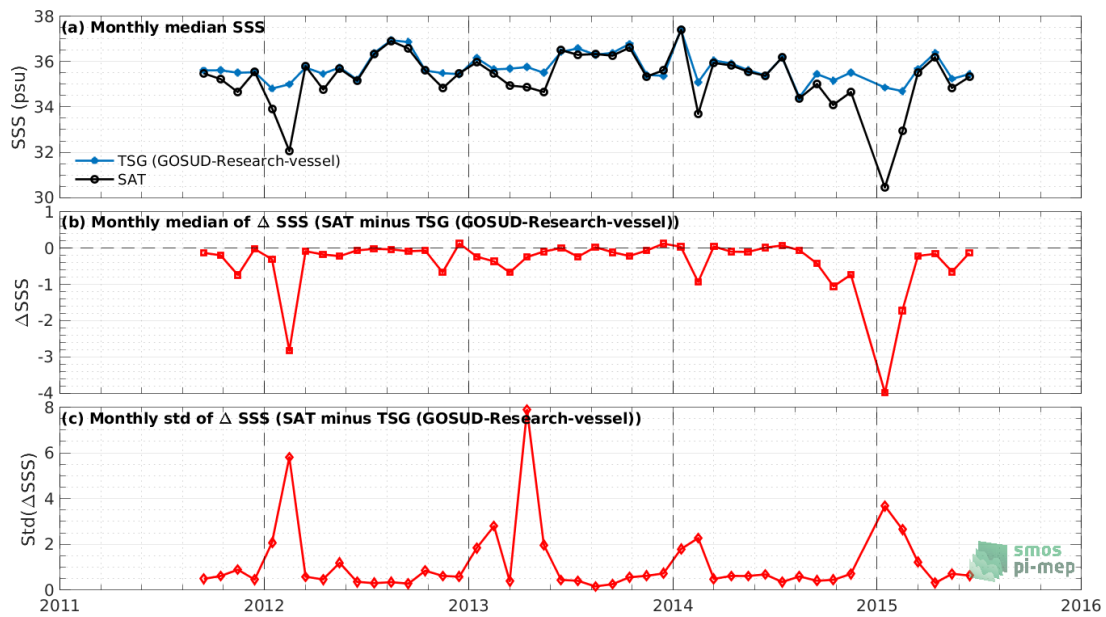 (a) Monthly median SSS
38
36
34
32
30
SSS (psu)
TSG (GOSUD-Research-vessel)
SAT
(b) Monthly median of Δ SSS (SAT minus TSG (GOSUD-Research-vessel))
1
0
-1
-2
-3
-4
ΔSSS
(c) Monthly std of Δ SSS (SAT minus TSG (GOSUD-Research-vessel))
8
6
4
2
0
Std(ΔSSS)
smos
pi-mep
2011 2012 2013 2014 2015 2016